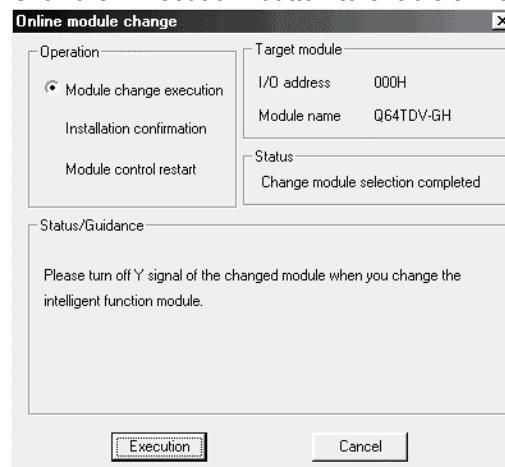 Online module change
Operation
Module change execution
Installation confirmation
Module control restart
Target module
I/O address 000H
Module name Q64TDV-GH
Status
Change module selection completed
Status/Guidance
Please turn off Y signal of the changed module when you change the
intelligent function module.
Execution Cancel